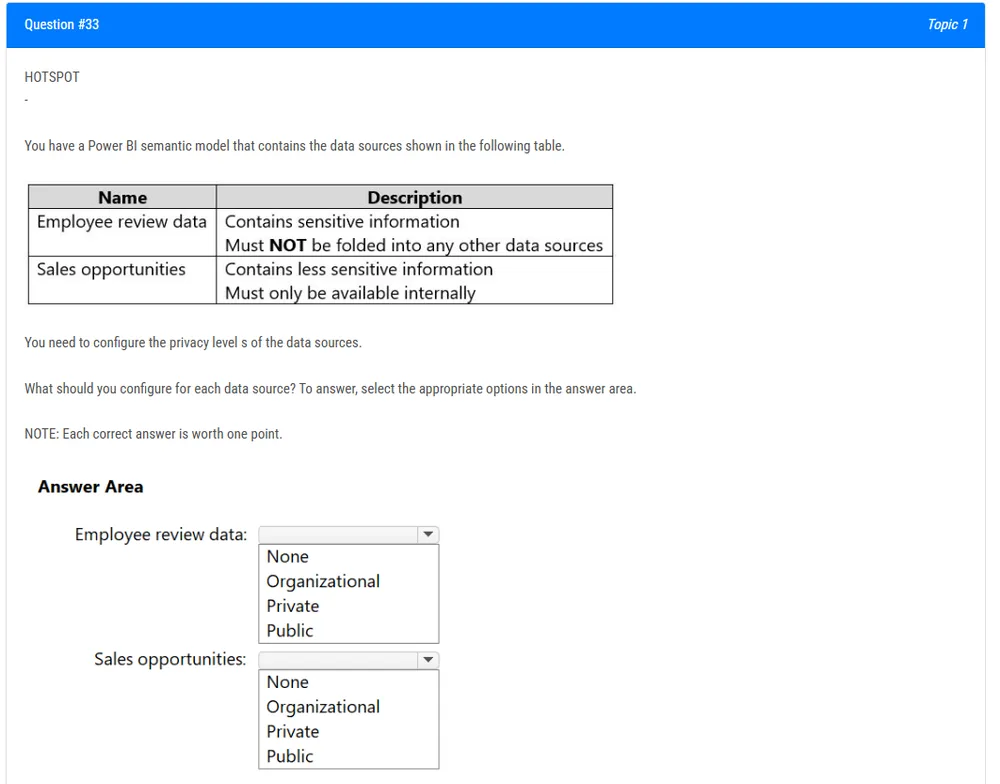 Question #33
Topic 1
HOTSPOT
-
You have a Power BI semantic model that contains the data sources shown in the following table.
Name
Description
Employee review data
Contains sensitive information
Must NOT be folded into any other data sources
Sales opportunities
Contains less sensitive information
Must only be available internally
You need to configure the privacy level s of the data sources.
What should you configure for each data source? To answer, select the appropriate options in the answer area.
NOTE: Each correct answer is worth one point.
Answer Area
Employee review data:
None
Organizational
Private
Public
Sales opportunities:
None
Organizational
Private
Public